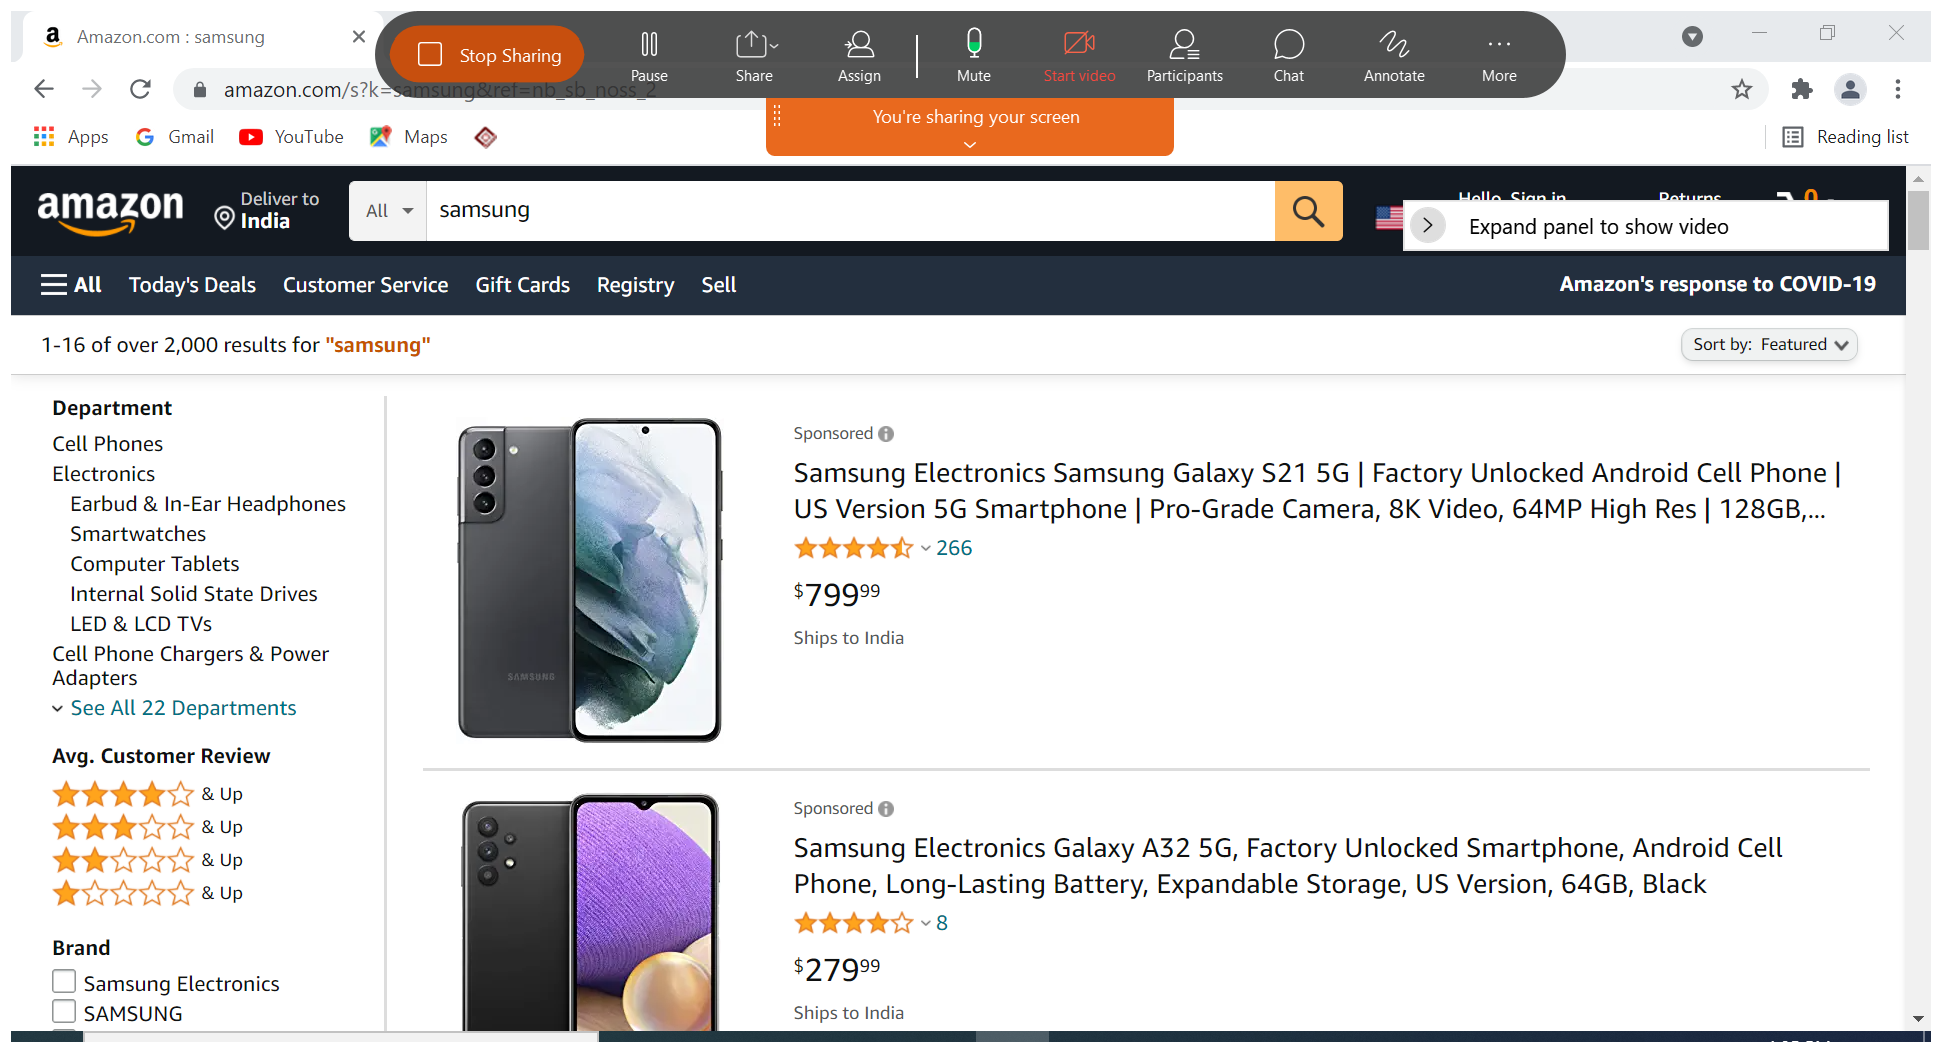 Amazon.com : samsung
Stop Sharing
Pause
Share
Assign
Mute
Start video
Participants
Chat
Annotate
More
amazon.com/s?k=samsung&ref=nb_sb_noss_2
You're sharing your screen
Apps
Gmail
YouTube
Maps
Reading list
amazon
Deliver to
India
All
samsung
Hello, Sign in
Returns
0
Expand panel to show video
All
Today's Deals
Customer Service
Gift Cards
Registry
Sell
Amazon's response to COVID-19
1-16 of over 2,000 results for "samsung"
Sort by: Featured
Department
Cell Phones
Electronics
Earbud & In-Ear Headphones
Smartwatches
Computer Tablets
Internal Solid State Drives
LED & LCD TVs
Cell Phone Chargers & Power
Adapters
See All 22 Departments
Avg. Customer Review
& Up
& Up
& Up
& Up
Brand
Samsung Electronics
SAMSUNG
SAMSUNG
Sponsored
Samsung Electronics Samsung Galaxy S21 5G | Factory Unlocked Android Cell Phone |
US Version 5G Smartphone | Pro-Grade Camera, 8K Video, 64MP High Res | 128GB,...
266
$79999
Ships to India
Sponsored
Samsung Electronics Galaxy A32 5G, Factory Unlocked Smartphone, Android Cell
Phone, Long-Lasting Battery, Expandable Storage, US Version, 64GB, Black
8
$27999
Ships to India